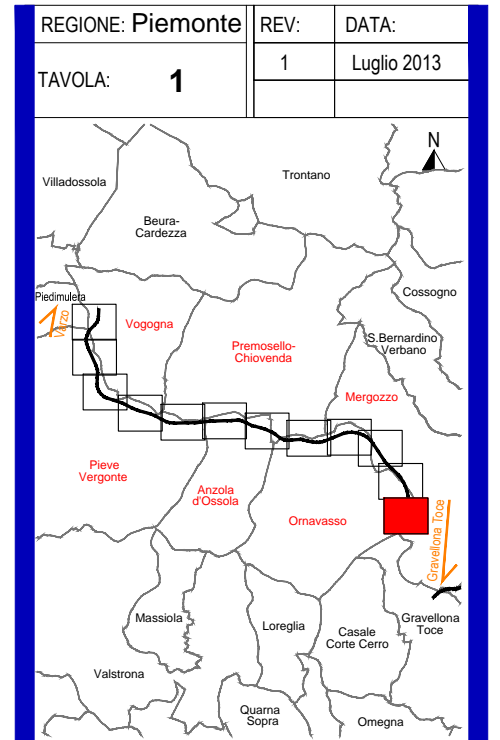 REGIONE: Piemonte
REV:
DATA:
TAVOLA: 1
1
Luglio 2013
N
Villadossola
Trontano
Beura-
Cardezza
Cossogno
Piedimulera
Varzo
Vogogna
Premosello-
Chiovenda
S.Bernardino
Verbano
Mergozzo
Pieve
Vergonte
Anzola
d'Ossola
Ornavasso
Gravellona Toce
Massiola
Loreglia
Casale
Corte Cerro
Gravellona
Toce
Valstrona
Quarna
Sopra
Omegna